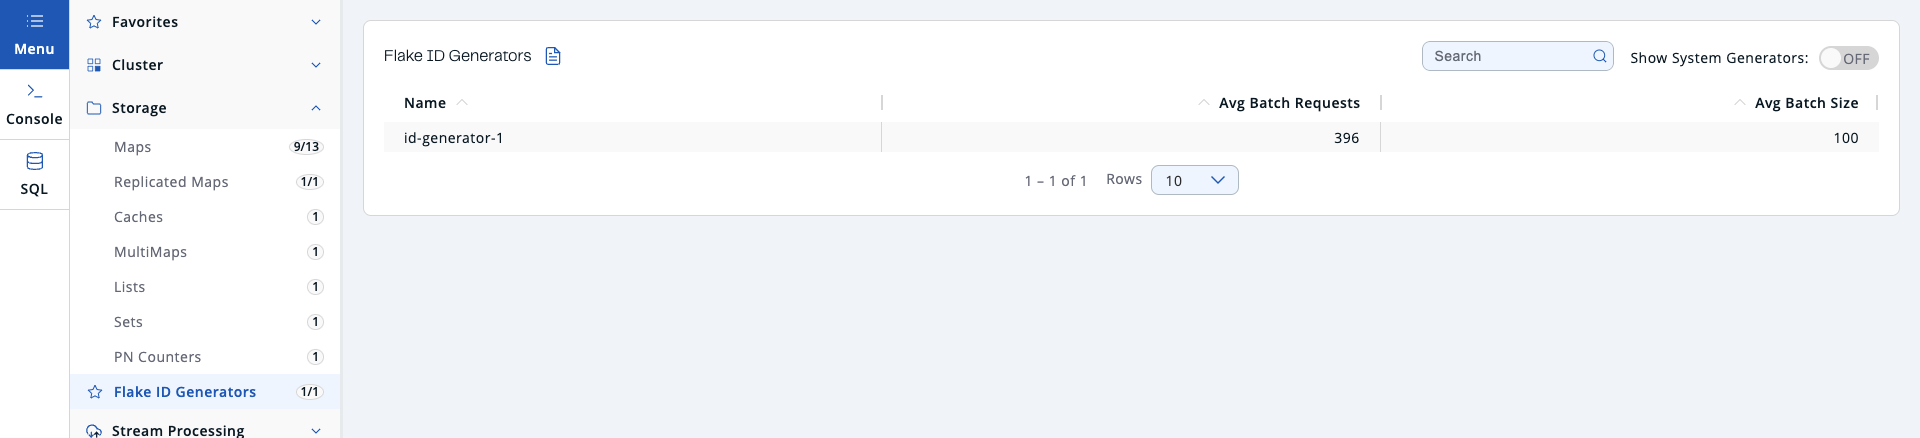 Menu
Console
SQL
Favorites
Cluster
Storage
Maps 9/13
Replicated Maps 1/1
Caches 1
MultiMaps 1
Lists 1
Sets 1
PN Counters 1
Flake ID Generators 1/1
Stream Processing
Flake ID Generators
Search
Show System Generators: OFF
Name Avg Batch Requests Avg Batch Size
id-generator-1 396 100
1 – 1 of 1 Rows 10